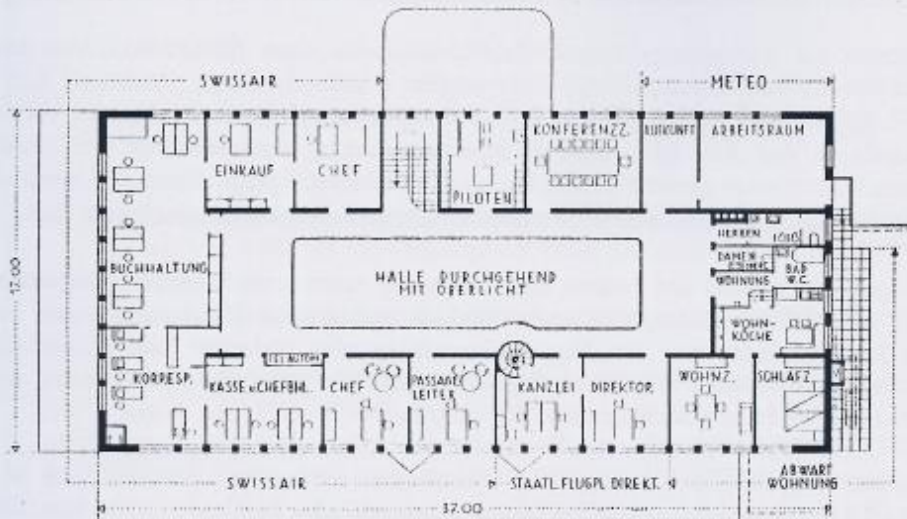 SWISSAIR
METEO
EINKAUF
CHEF
PILOTEN
KONFERENZZ.
AUSKUNFT
ARBEITSRAUM
17.00
BUCHHALTUNG
HALLE DURCHGEHEND
MIT OBERLICHT
HERREN
DAMEN
WOHNUNG
BAD
W.C.
WOHN-
KÜCHE
KORRESP.
KASSE u. CHEFBHL.
CHEF
PASSAGE
LEITER
KANZLEI
DIREKTOR.
WOHNZ.
SCHLAFZ.
SWISSAIR
STAATL. FLUGPL. DIREKT.
ABWART
WOHNUNG
37.00